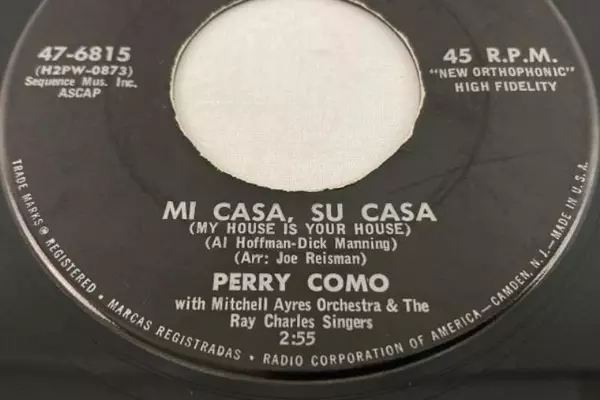 47-6815
(H2PW-0873)
Sequence Mus. Inc.
ASCAP
45 R.P.M.
"NEW ORTHOPHONIC"
HIGH FIDELITY
MI CASA, SU CASA
(MY HOUSE IS YOUR HOUSE)
(Al Hoffman-Dick Manning)
(Arr: Joe Reisman)
PERRY COMO
with Mitchell Ayres Orchestra & The
Ray Charles Singers
2:55
TRADE MARKS ® REGISTERED • MARCAS REGISTRADAS • RADIO CORPORATION OF AMERICA—CAMDEN, N. J.—MADE IN U.S.A.